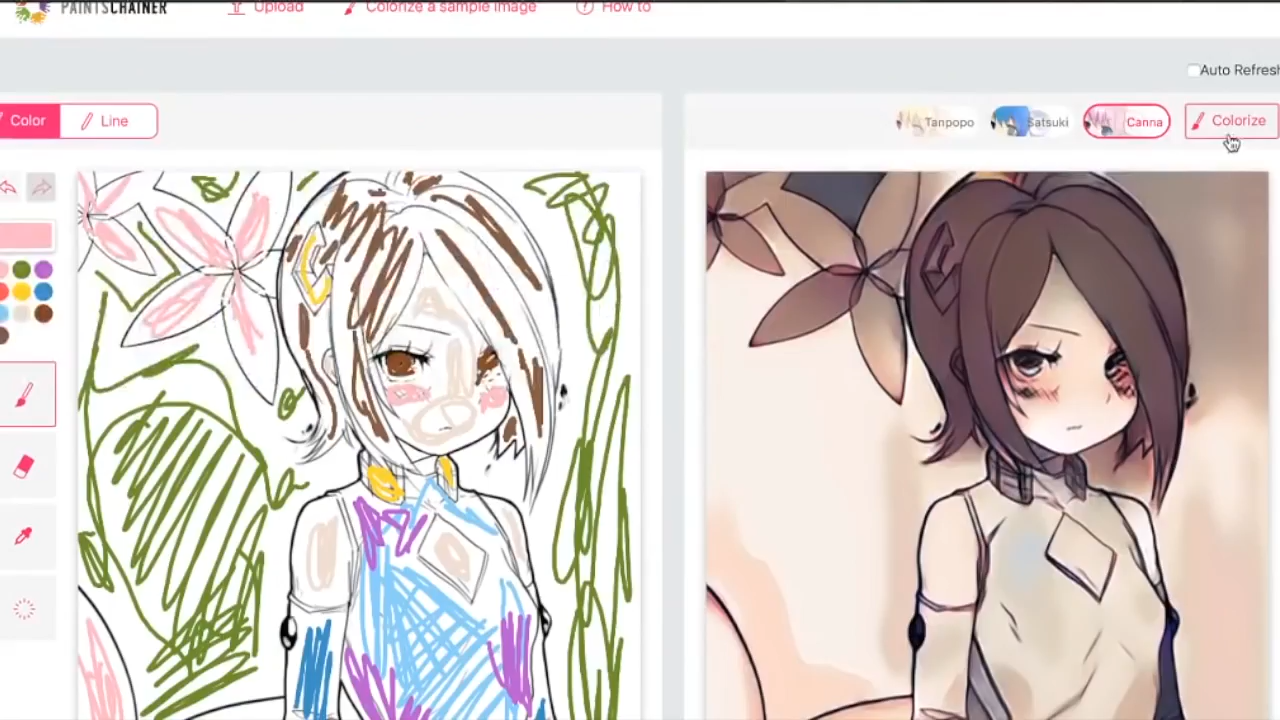 PAINTSCHAINER Upload Colorize a sample image ? How to
Auto Refresh
Color Line Tanpopo Satsuki Canna Colorize